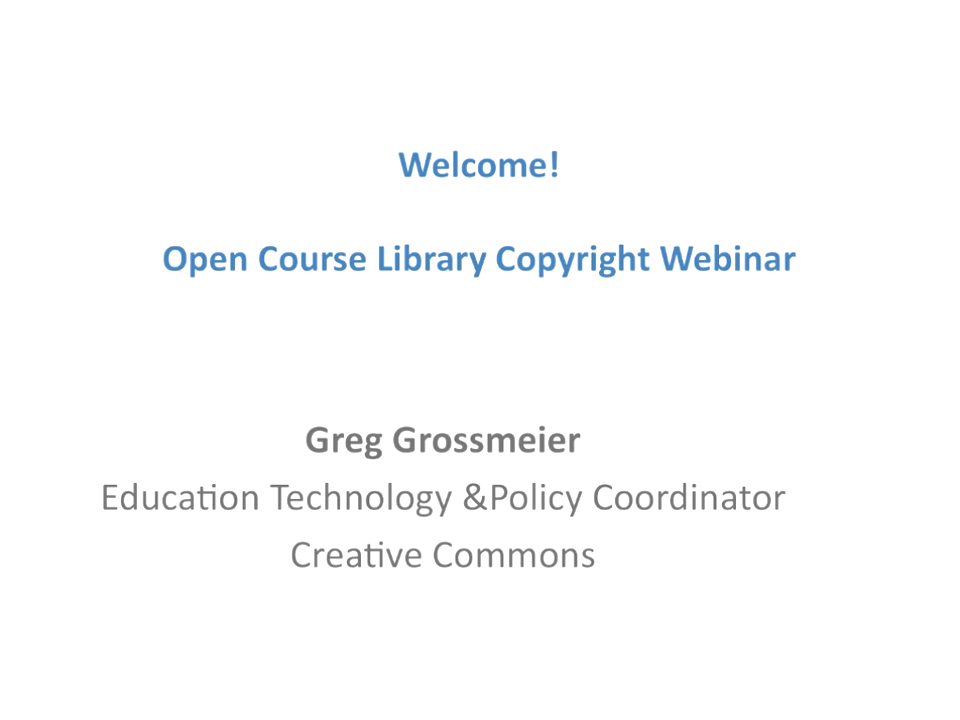 Welcome!
Open Course Library Copyright Webinar
Greg Grossmeier
Education Technology &Policy Coordinator
Creative Commons